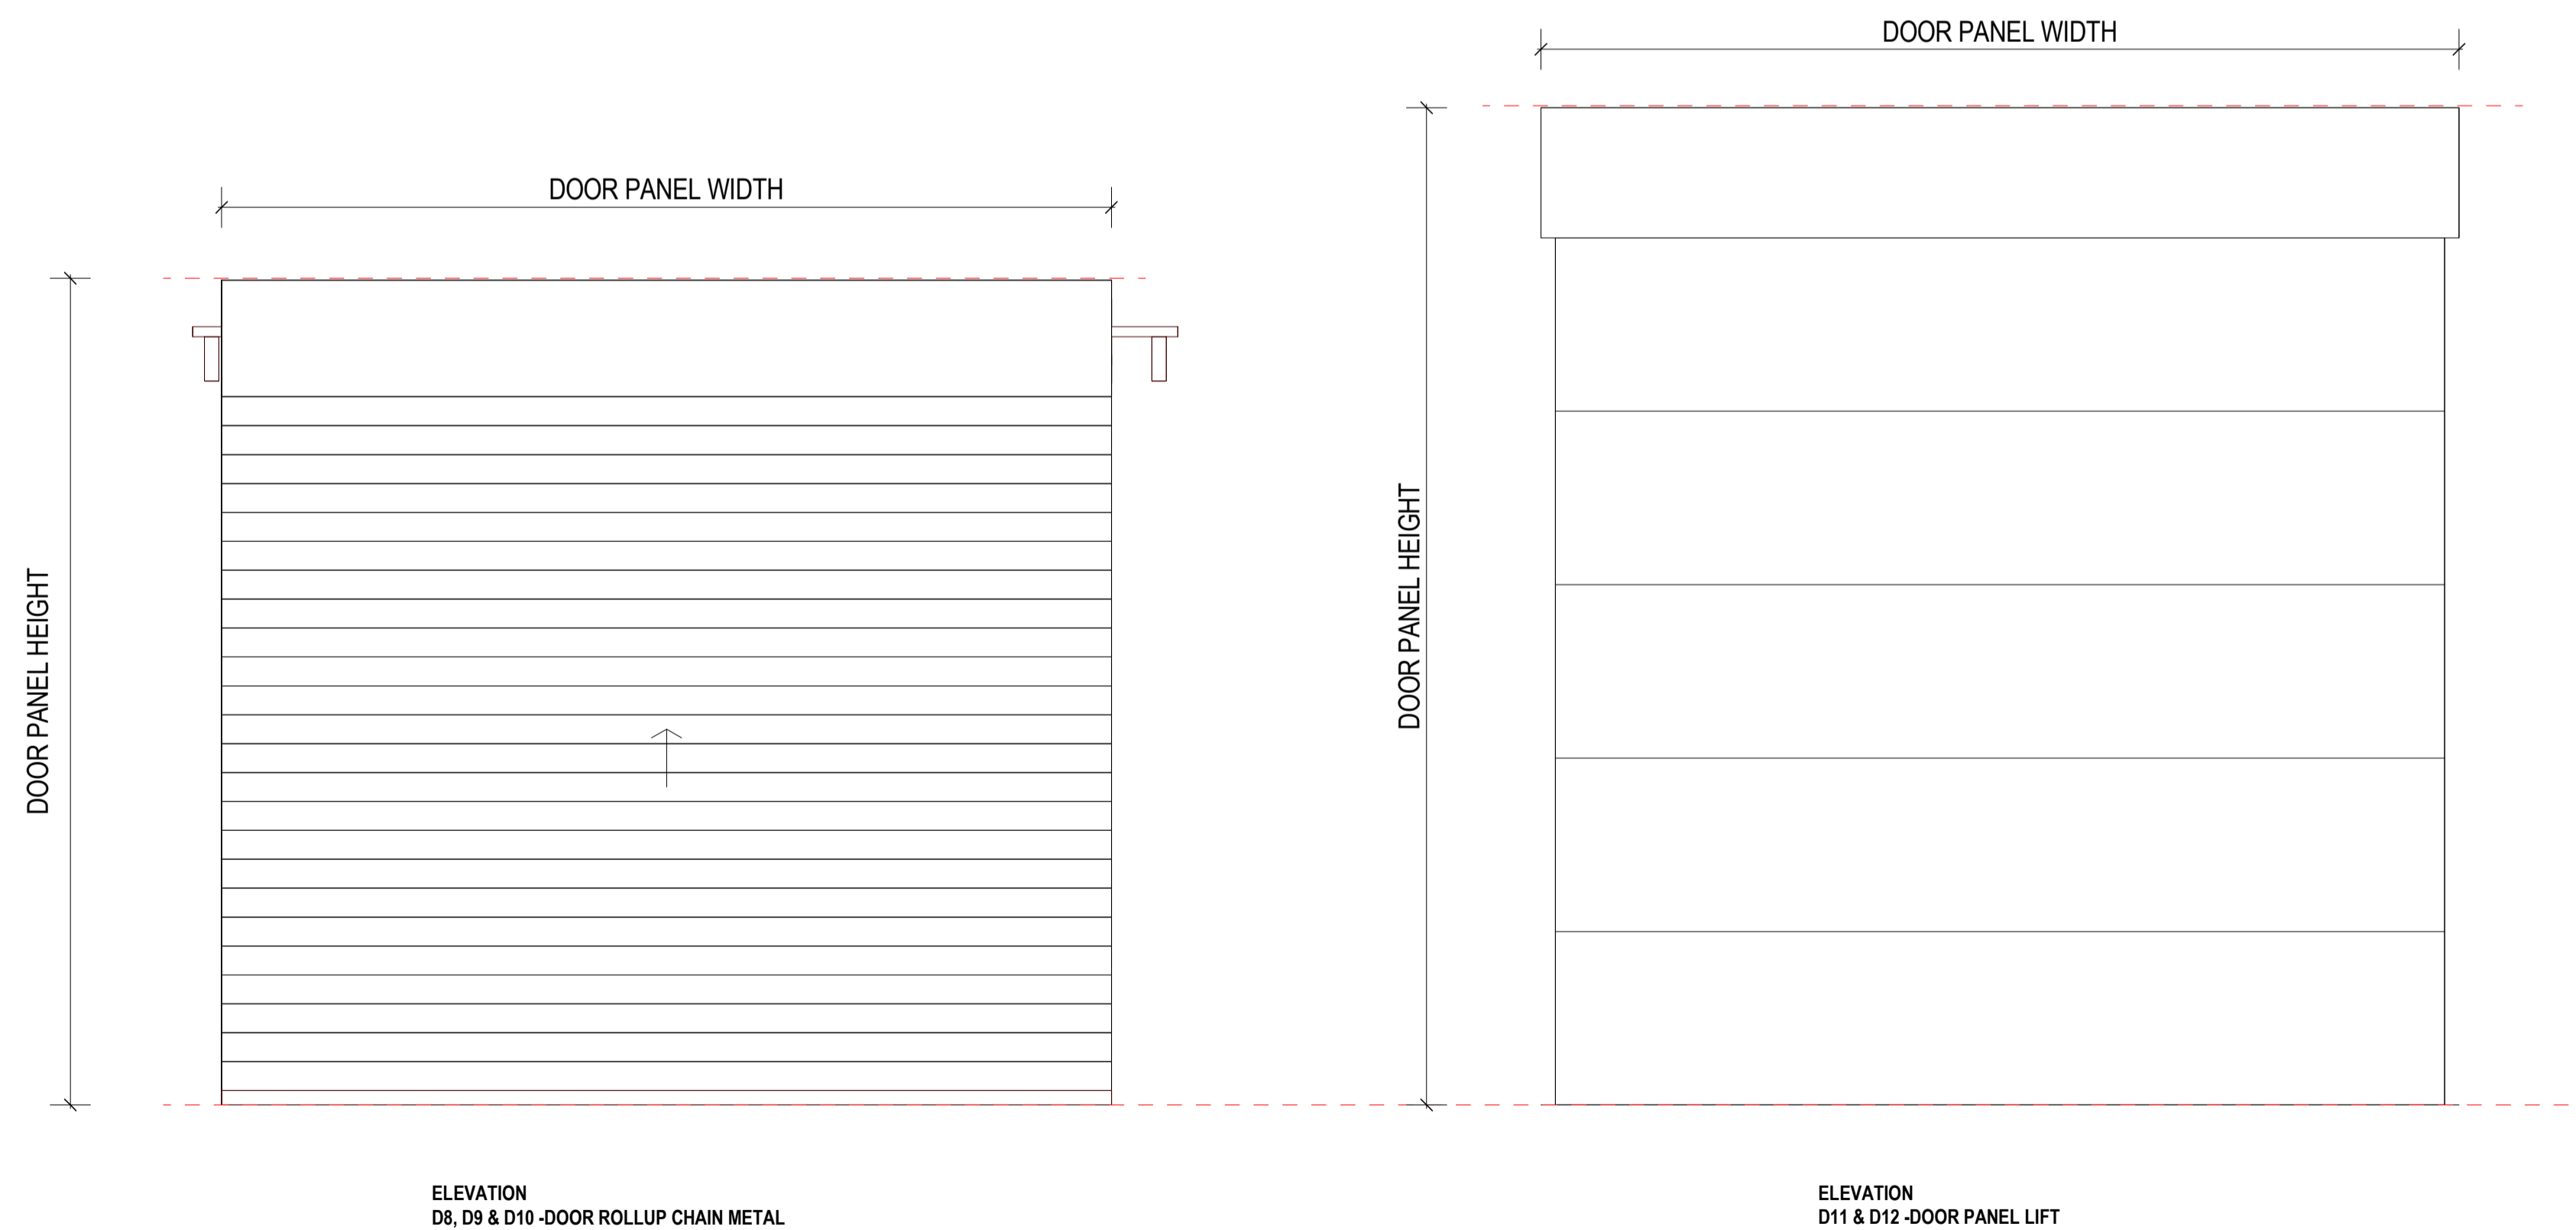 DOOR PANEL WIDTH
DOOR PANEL HEIGHT
ELEVATION
D8, D9 & D10 -DOOR ROLLUP CHAIN METAL
DOOR PANEL WIDTH
DOOR PANEL HEIGHT
ELEVATION
D11 & D12 -DOOR PANEL LIFT